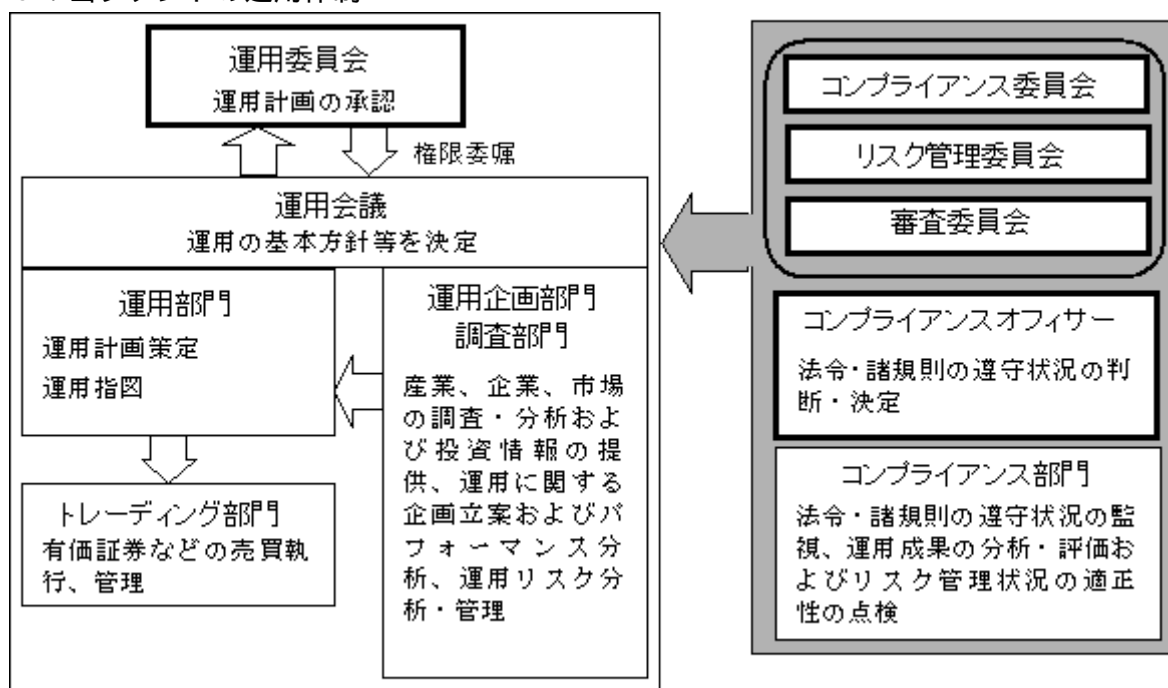 運用委員会
運用計画の承認
権限委嘱
運用会議
運用の基本方針等を決定
運用部門
運用計画策定
運用指図
運用企画部門
調査部門
産業、企業、市場
の調査・分析およ
び投資情報の提
供、運用に関する
企画立案およびパ
フォーマンス分
析、運用リスク分
析・管理
トレーディング部門
有価証券などの売買執
行、管理
コンプライアンス委員会
リスク管理委員会
審査委員会
コンプライアンスオフィサー
法令・諸規則の遵守状況の判
断・決定
コンプライアンス部門
法令・諸規則の遵守状況の監
視、運用成果の分析・評価お
よびリスク管理状況の適正
性の点検